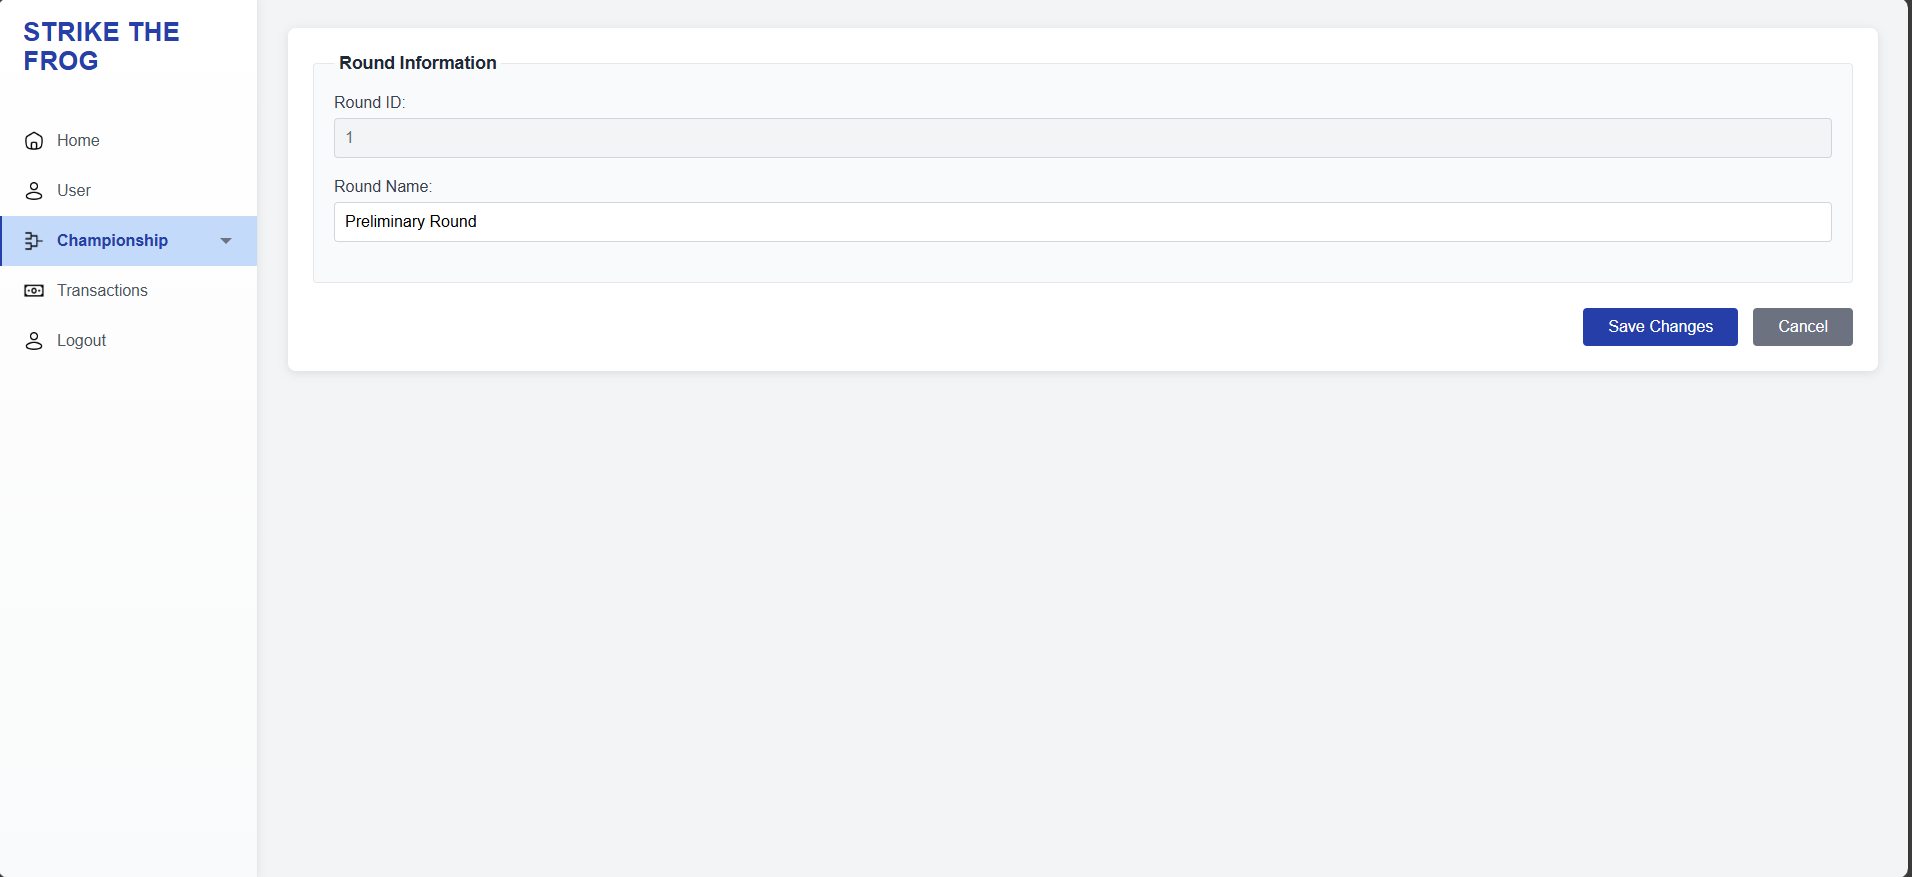 STRIKE THE
FROG
Home
User
Championship
Transactions
Logout
Round Information
Round ID:
1
Round Name:
Preliminary Round
Save Changes
Cancel